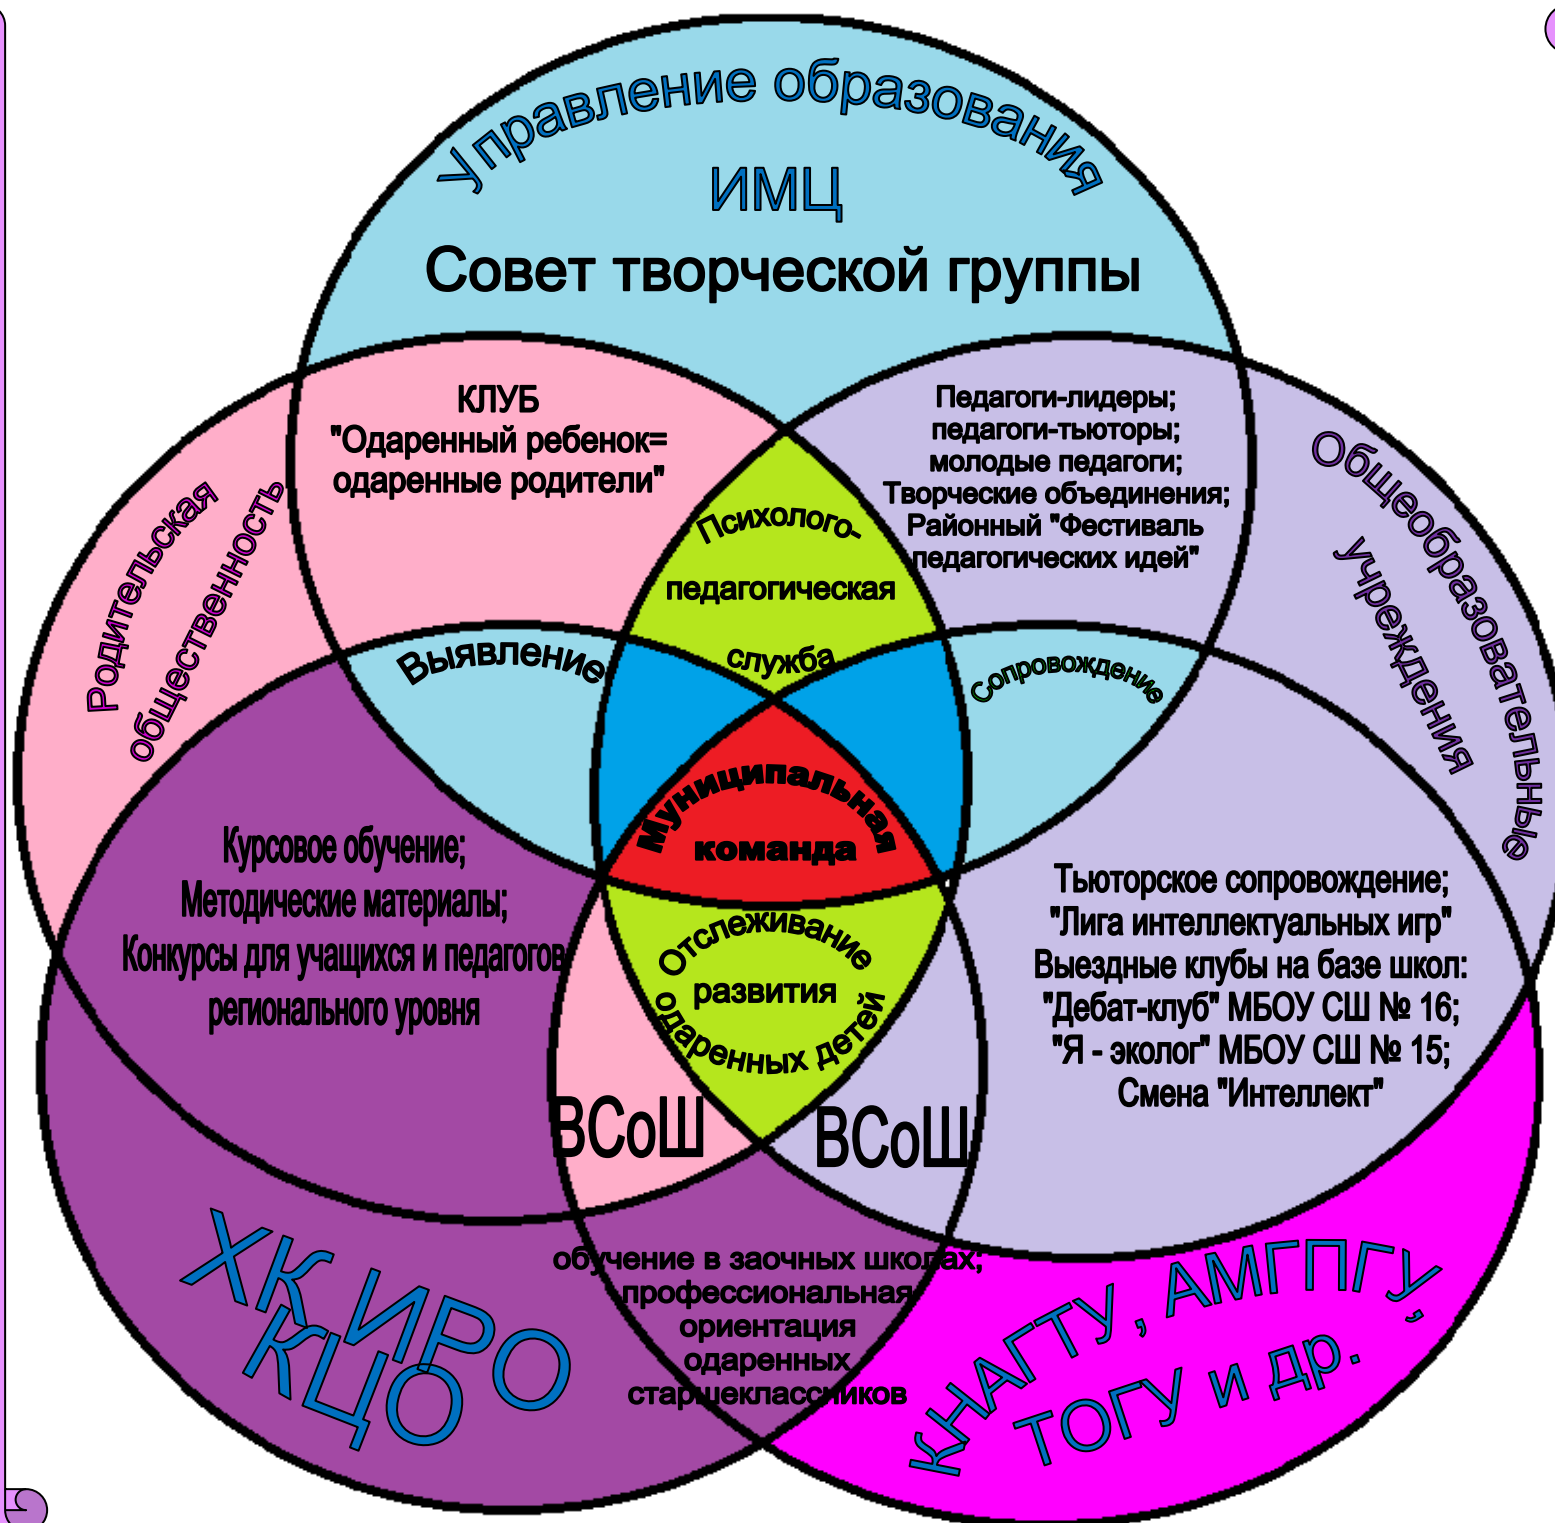 Управление образования
ИМЦ
Совет творческой группы
КЛУБ
"Одаренный ребенок=
одаренные родители"
Педагоги-лидеры;
педагоги-тьюторы;
молодые педагоги;
Творческие объединения;
Районный "Фестиваль
педагогических идей"
Родительская
общественность
Психолого-
педагогическая
служба
Общеобразовательные
учреждения
Выявление
Сопровождение
Муниципальная
команда
Курсовое обучение;
Методические материалы;
Конкурсы для учащихся и педагогов
регионального уровня
Отслеживание
развития
одаренных детей
Тьюторское сопровождение;
"Лига интеллектуальных игр"
Выездные клубы на базе школ:
"Дебат-клуб" МБОУ СШ № 16;
"Я - эколог" МБОУ СШ № 15;
Смена "Интеллект"
ВСоШ
ВСоШ
ХК ИРО
КЦО
обучение в заочных школах;
профессиональная
ориентация
одаренных
старшеклассников
КНАГТУ, АМГПГУ,
ТОГУ и др.